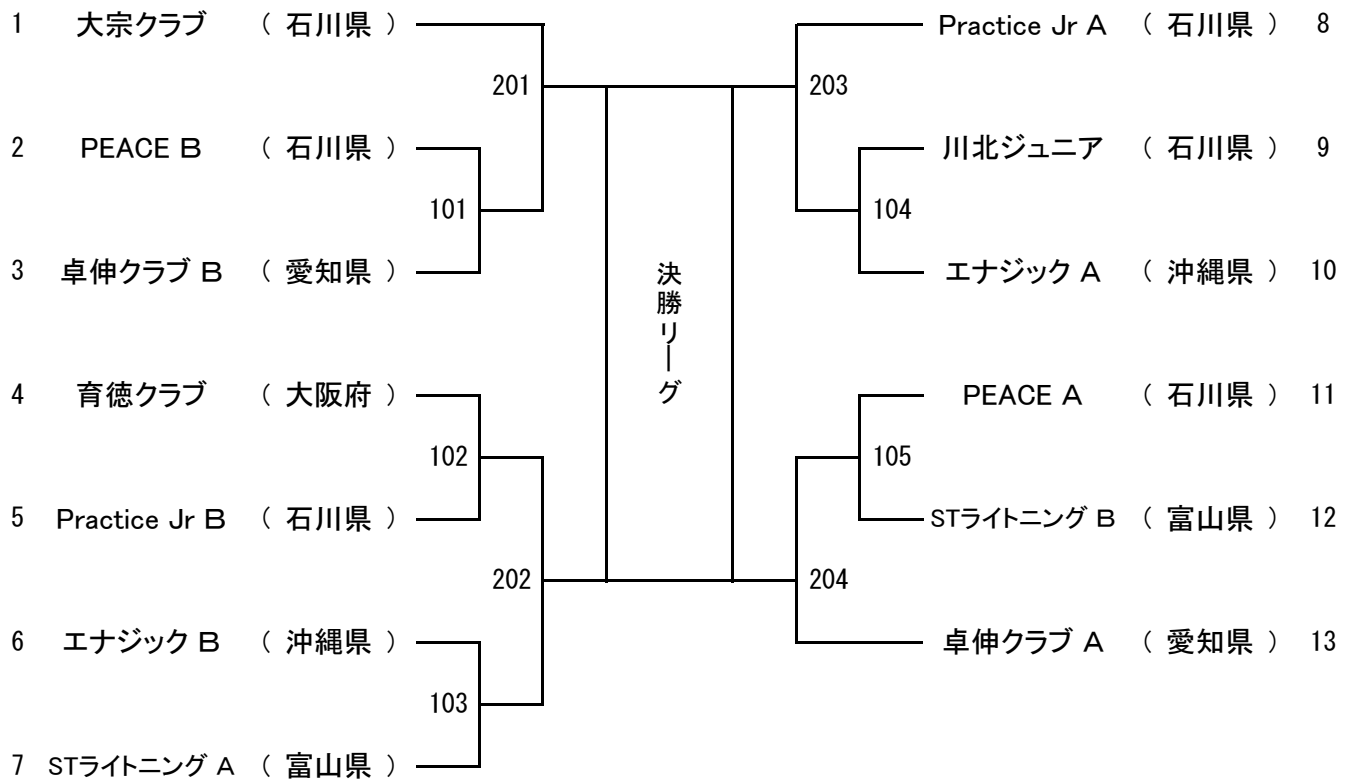 1 大宗クラブ （ 石川県 ）
201
2 PEACE B （ 石川県 ）
101
3 卓伸クラブ B （ 愛知県 ）
4 育徳クラブ （ 大阪府 ）
102
5 Practice Jr B （ 石川県 ）
202
6 エナジック B （ 沖縄県 ）
103
7 STライトニング A （ 富山県 ）
決勝リーグ
Practice Jr A （ 石川県 ） 8
203
川北ジュニア （ 石川県 ） 9
104
エナジック A （ 沖縄県 ） 10
PEACE A （ 石川県 ） 11
105
STライトニング B （ 富山県 ） 12
204
卓伸クラブ A （ 愛知県 ） 13